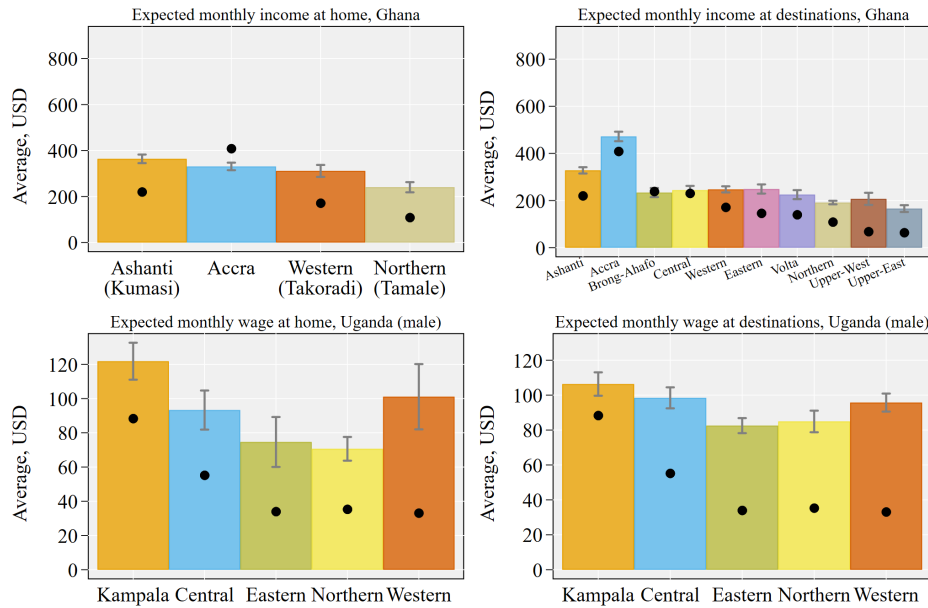 Expected monthly income at home, Ghana
Average, USD
800
600
400
200
0
Ashanti
(Kumasi)
Accra
Western
(Takoradi)
Northern
(Tamale)
Expected monthly income at destinations, Ghana
Average, USD
800
600
400
200
0
Ashanti
Accra
Brong-Ahafo
Central
Western
Eastern
Volta
Northern
Upper-West
Upper-East
Expected monthly wage at home, Uganda (male)
Average, USD
120
100
80
60
40
20
0
Kampala Central Eastern Northern Western
Expected monthly wage at destinations, Uganda (male)
Average, USD
120
100
80
60
40
20
0
Kampala Central Eastern Northern Western